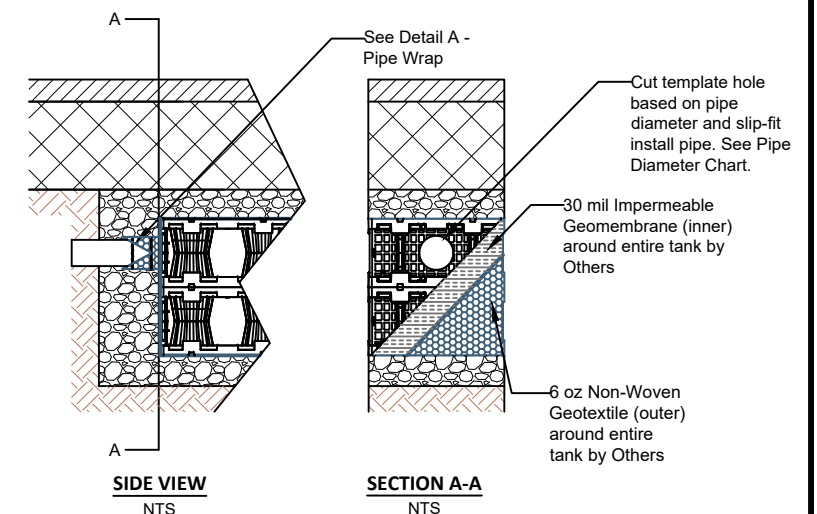 A
See Detail A -
Pipe Wrap
Cut template hole
based on pipe
diameter and slip-fit
install pipe. See Pipe
Diameter Chart.
30 mil Impermeable
Geomembrane (inner)
around entire tank by
Others
6 oz Non-Woven
Geotextile (outer)
around entire
tank by Others
A
SIDE VIEW
NTS
SECTION A-A
NTS